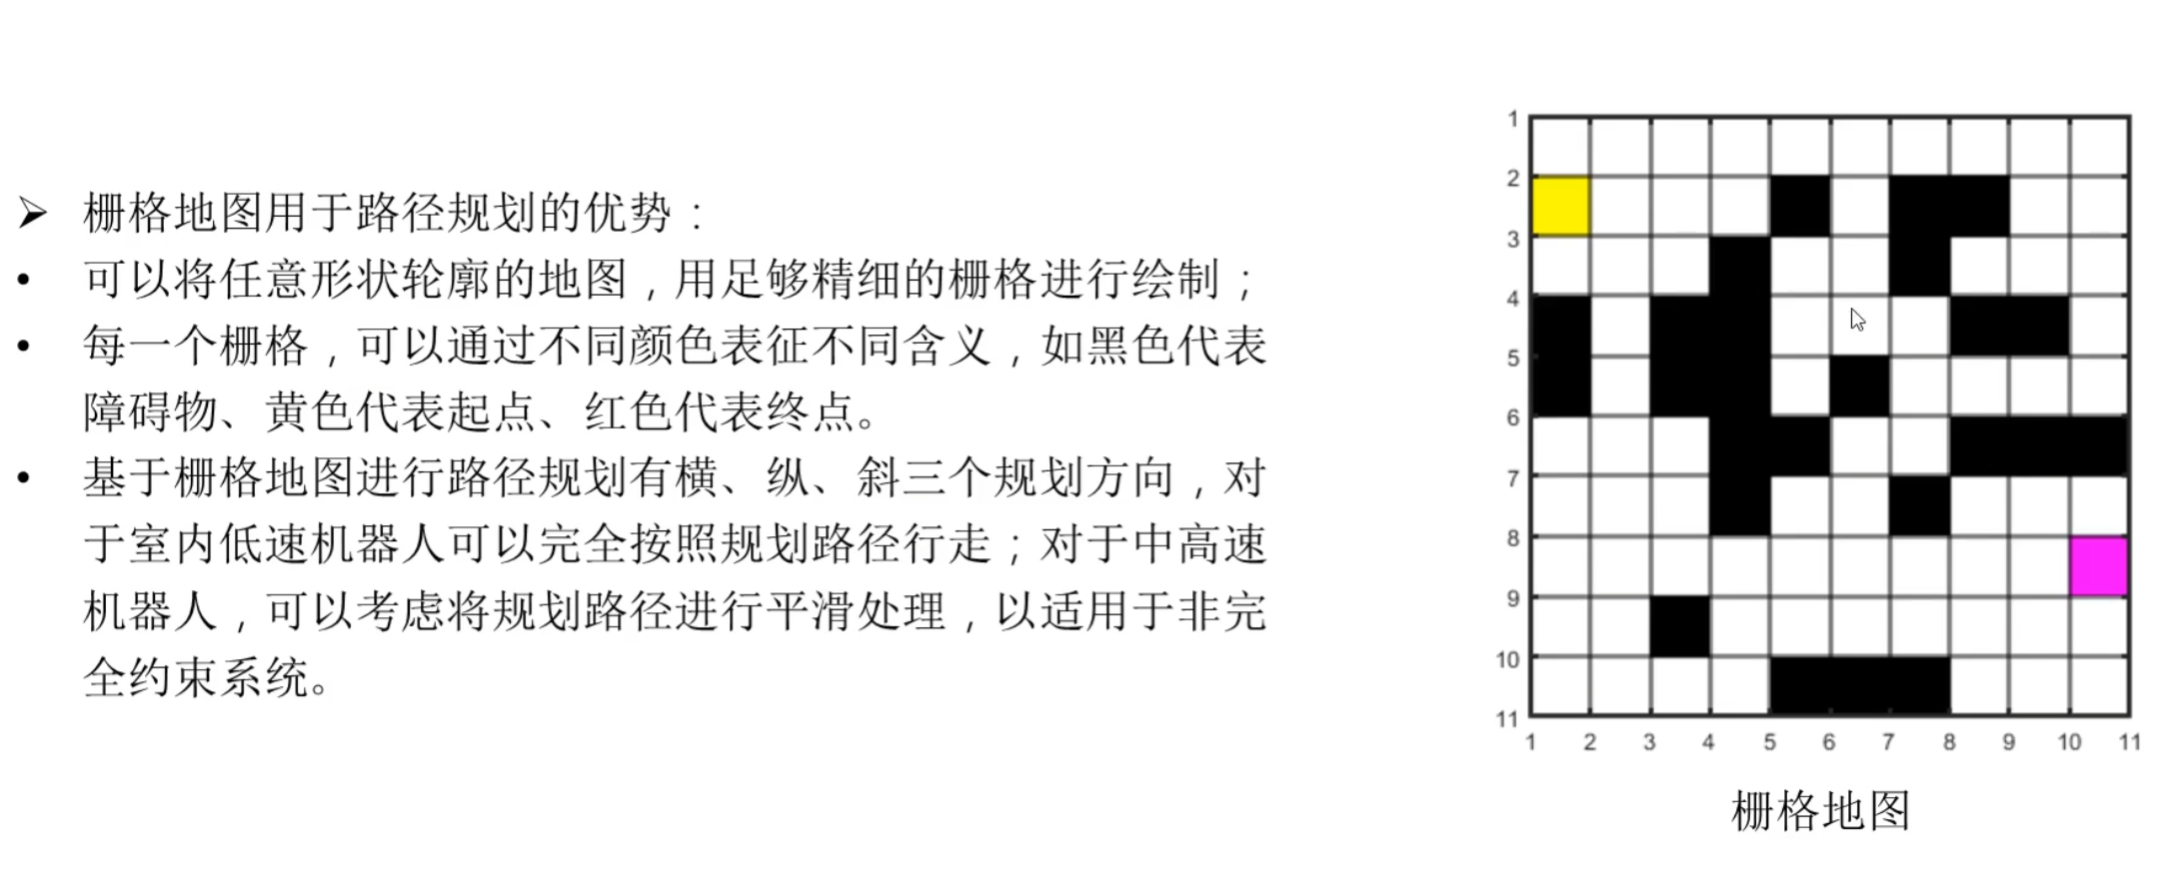 ➢ 栅格地图用于路径规划的优势：
• 可以将任意形状轮廓的地图，用足够精细的栅格进行绘制；
• 每一个栅格，可以通过不同颜色表征不同含义，如黑色代表
障碍物、黄色代表起点、红色代表终点。
• 基于栅格地图进行路径规划有横、纵、斜三个规划方向，对
于室内低速机器人可以完全按照规划路径行走；对于中高速
机器人，可以考虑将规划路径进行平滑处理，以适用于非完
全约束系统。
1
2
3
4
5
6
7
8
9
10
11
1 2 3 4 5 6 7 8 9 10 11
栅格地图